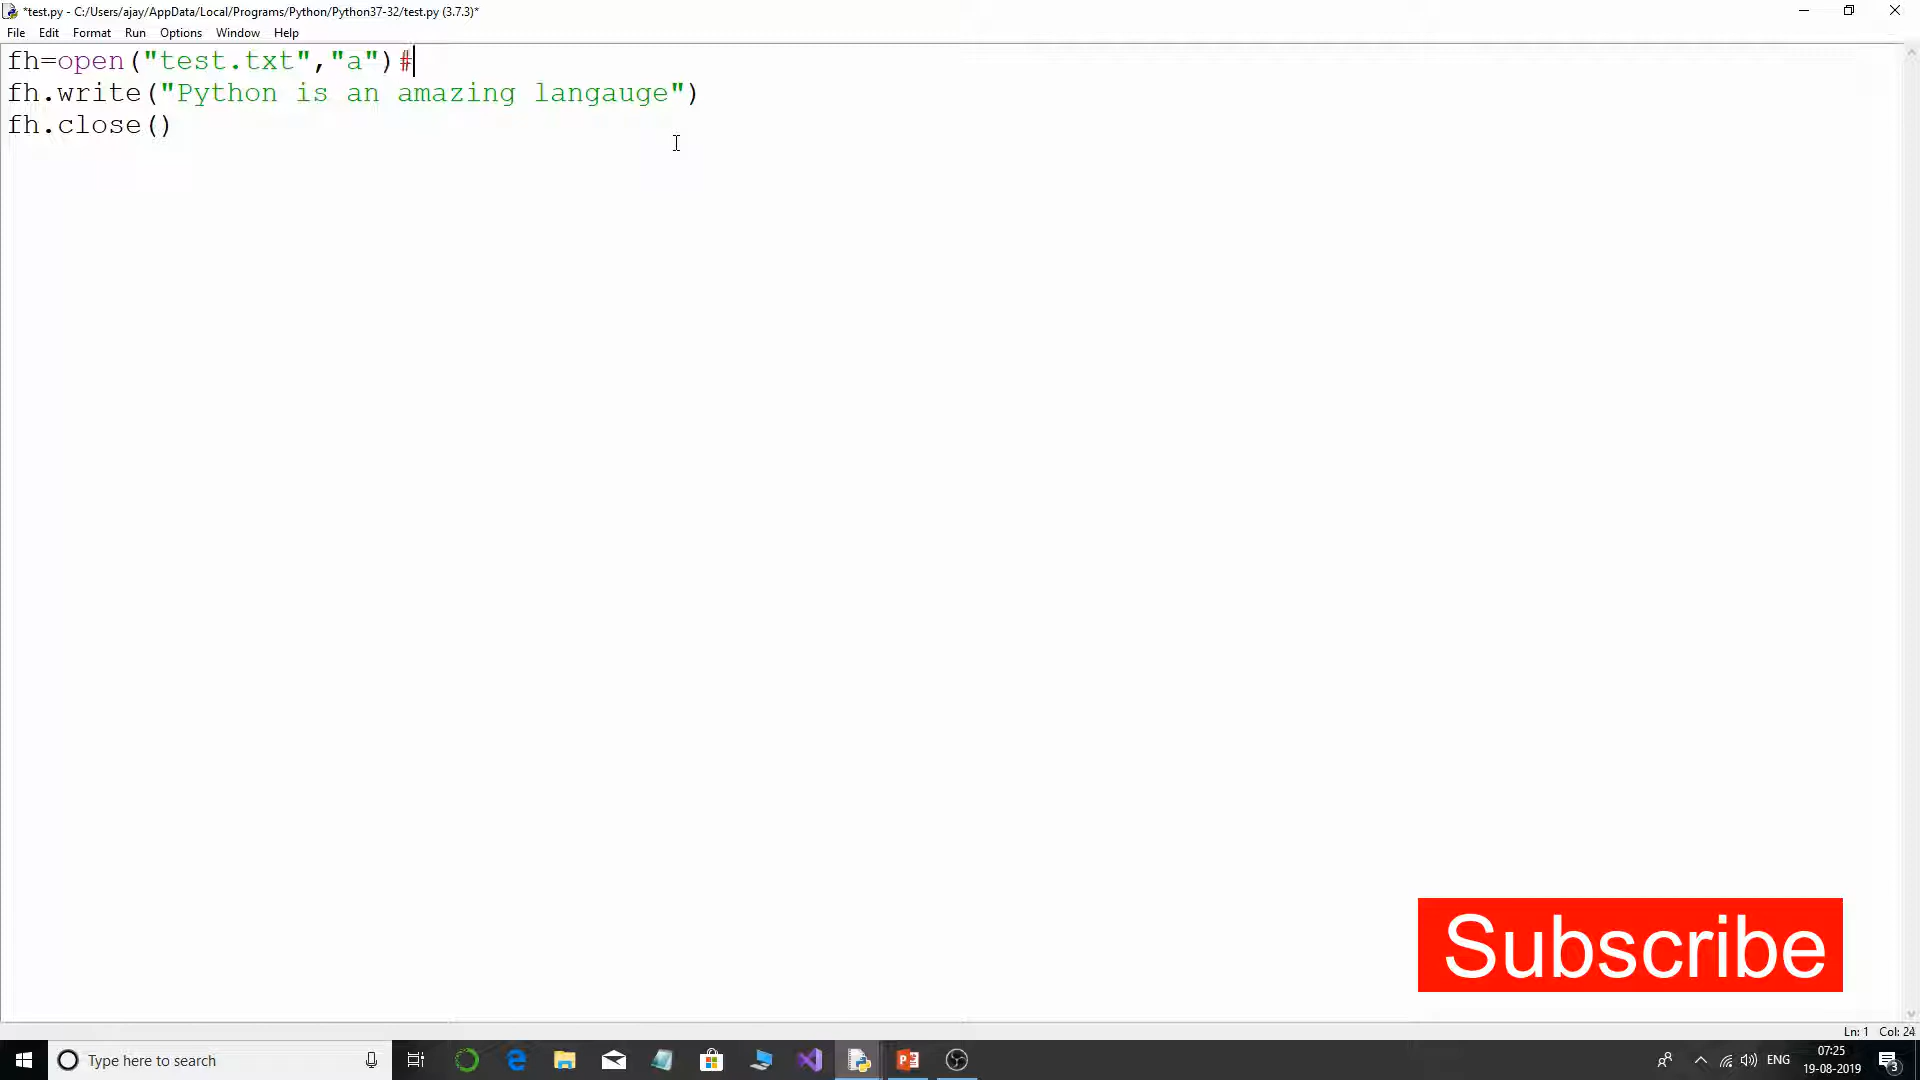 *test.py - C:/Users/ajay/AppData/Local/Programs/Python/Python37-32/test.py (3.7.3)*
File Edit Format Run Options Window Help
fh=open("test.txt","a")#
fh.write("Python is an amazing langauge")
fh.close()
Subscribe
Ln: 1 Col: 24
Type here to search
ENG
07:25
19-08-2019
3